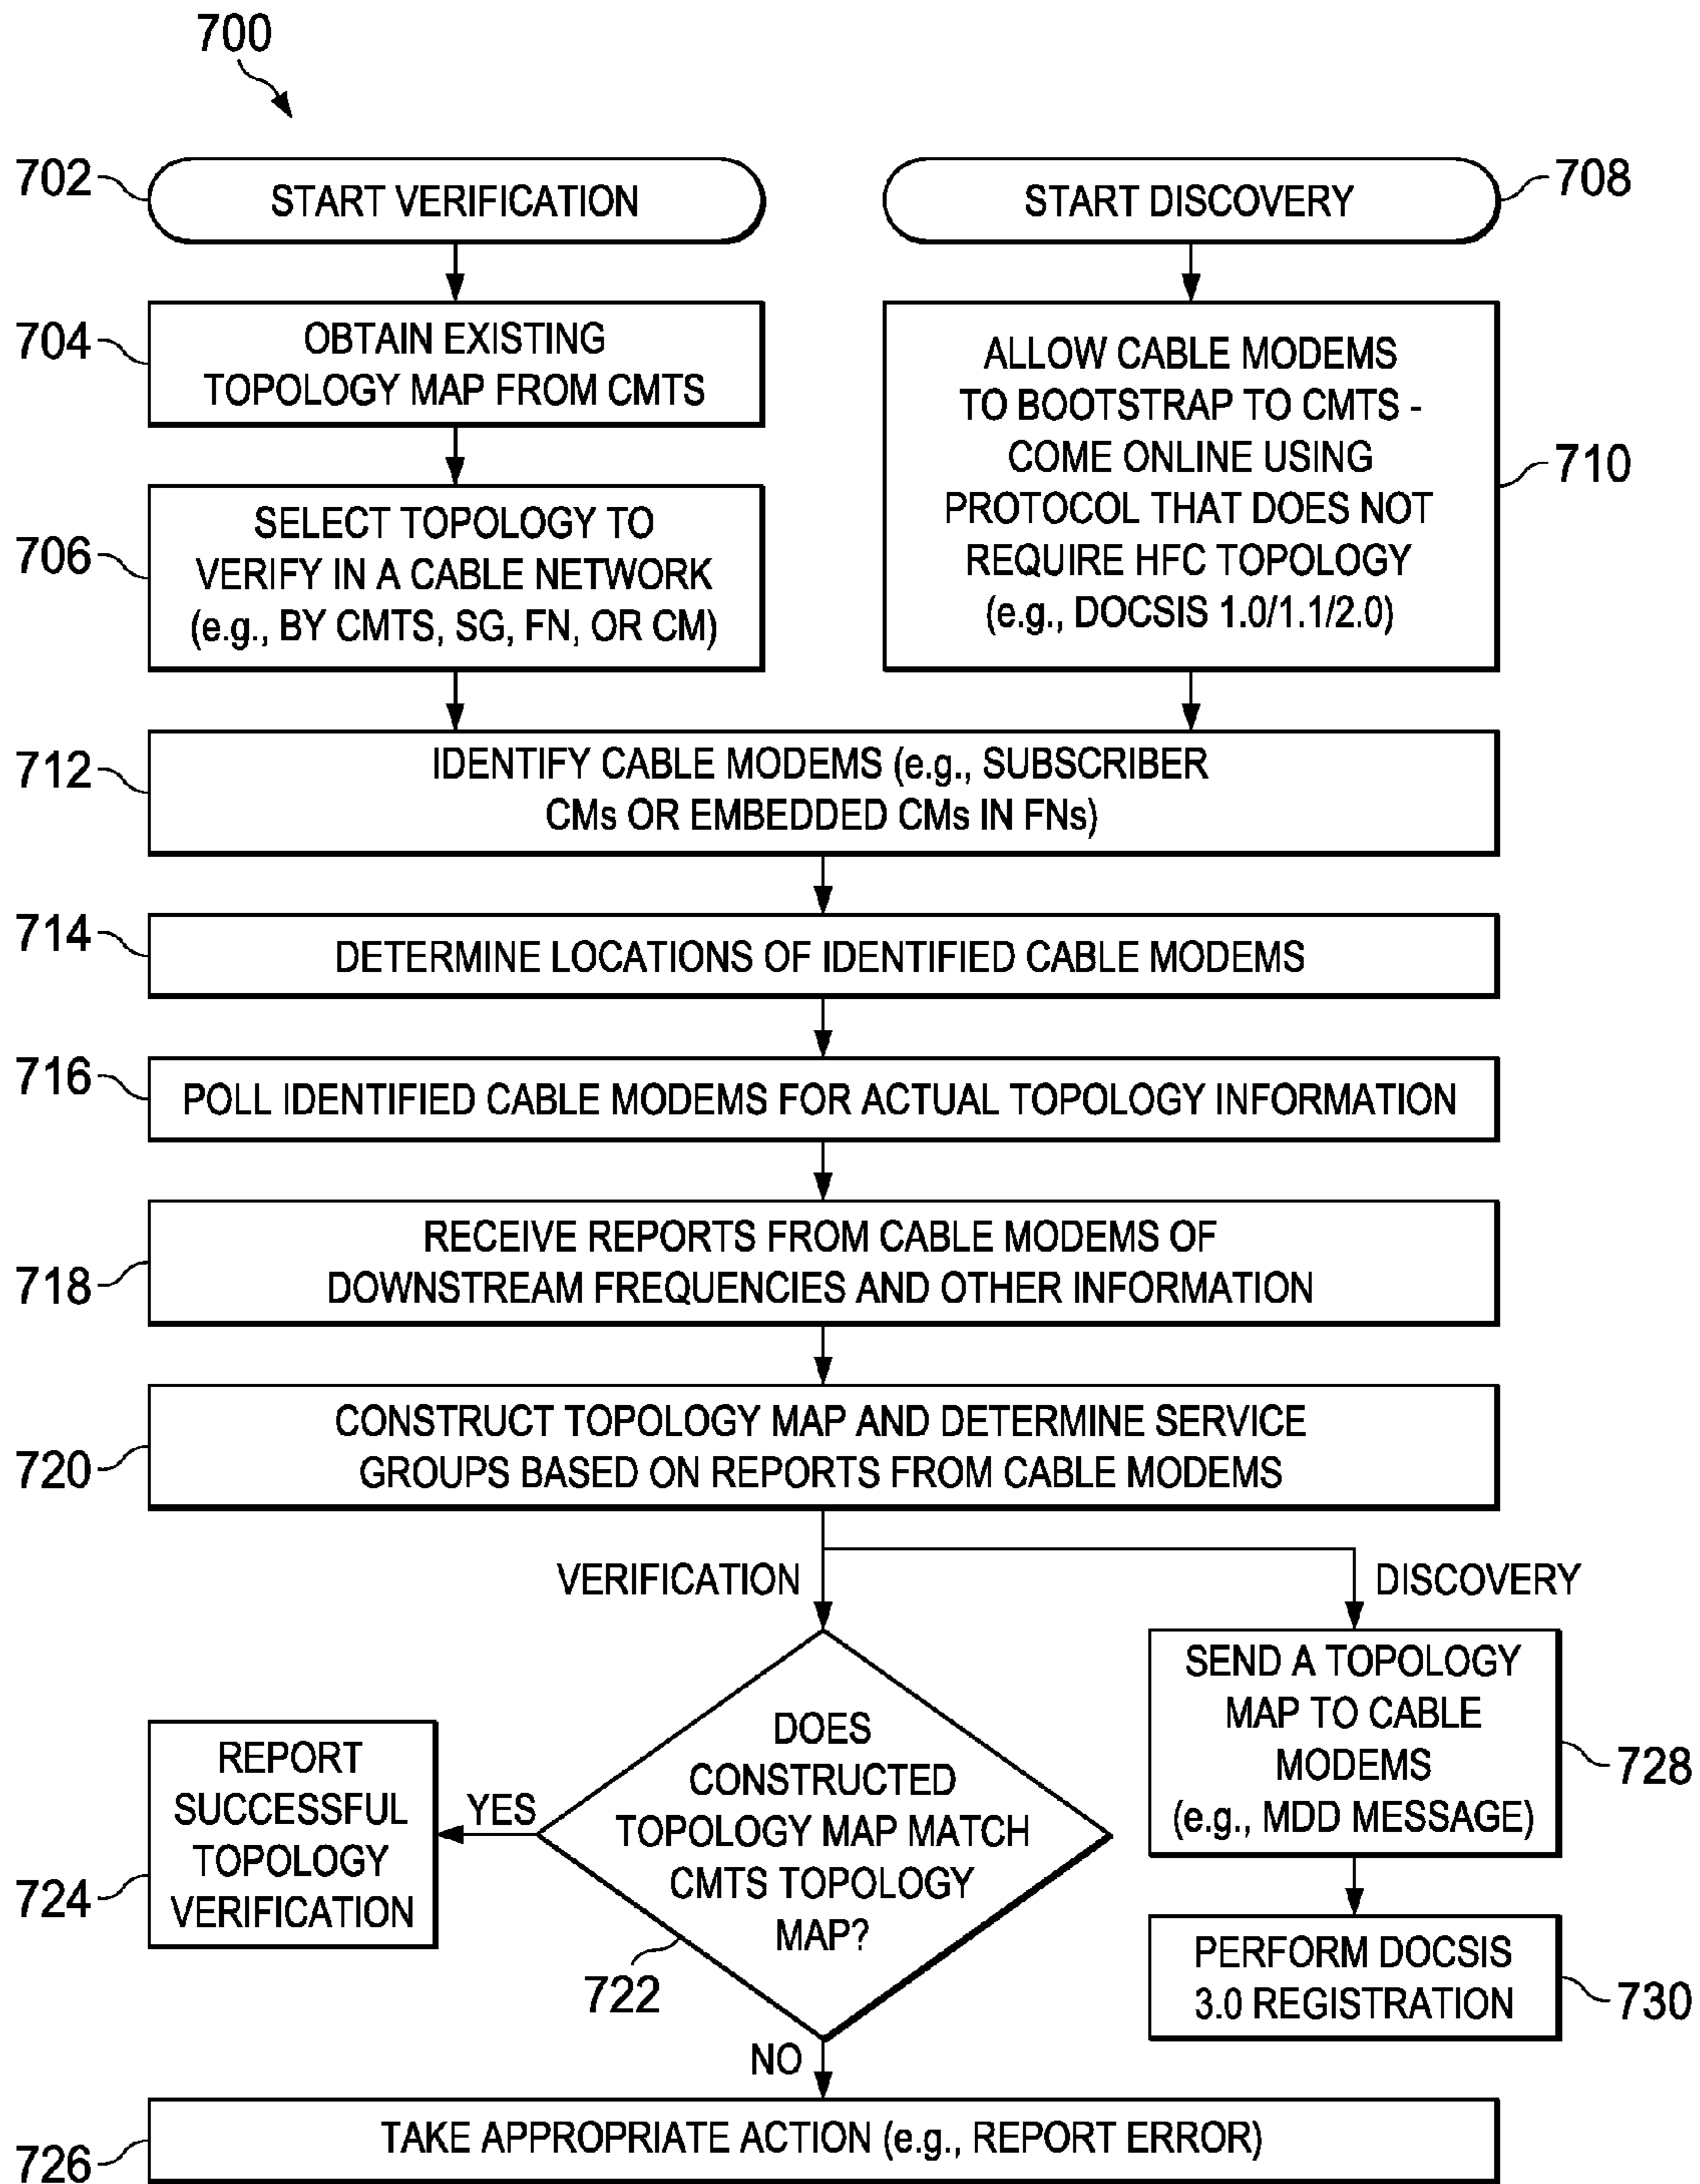 700
702
START VERIFICATION
START DISCOVERY
708
704
OBTAIN EXISTING
TOPOLOGY MAP FROM CMTS
706
SELECT TOPOLOGY TO
VERIFY IN A CABLE NETWORK
(e.g., BY CMTS, SG, FN, OR CM)
ALLOW CABLE MODEMS
TO BOOTSTRAP TO CMTS -
COME ONLINE USING
PROTOCOL THAT DOES NOT
REQUIRE HFC TOPOLOGY
(e.g., DOCSIS 1.0/1.1/2.0)
710
712
IDENTIFY CABLE MODEMS (e.g., SUBSCRIBER
CMs OR EMBEDDED CMs IN FNs)
714
DETERMINE LOCATIONS OF IDENTIFIED CABLE MODEMS
716
POLL IDENTIFIED CABLE MODEMS FOR ACTUAL TOPOLOGY INFORMATION
718
RECEIVE REPORTS FROM CABLE MODEMS OF
DOWNSTREAM FREQUENCIES AND OTHER INFORMATION
720
CONSTRUCT TOPOLOGY MAP AND DETERMINE SERVICE
GROUPS BASED ON REPORTS FROM CABLE MODEMS
VERIFICATION
DISCOVERY
DOES
CONSTRUCTED
TOPOLOGY MAP MATCH
CMTS TOPOLOGY
MAP?
722
YES
REPORT
SUCCESSFUL
TOPOLOGY
VERIFICATION
724
SEND A TOPOLOGY
MAP TO CABLE
MODEMS
(e.g., MDD MESSAGE)
728
PERFORM DOCSIS
3.0 REGISTRATION
730
NO
726
TAKE APPROPRIATE ACTION (e.g., REPORT ERROR)